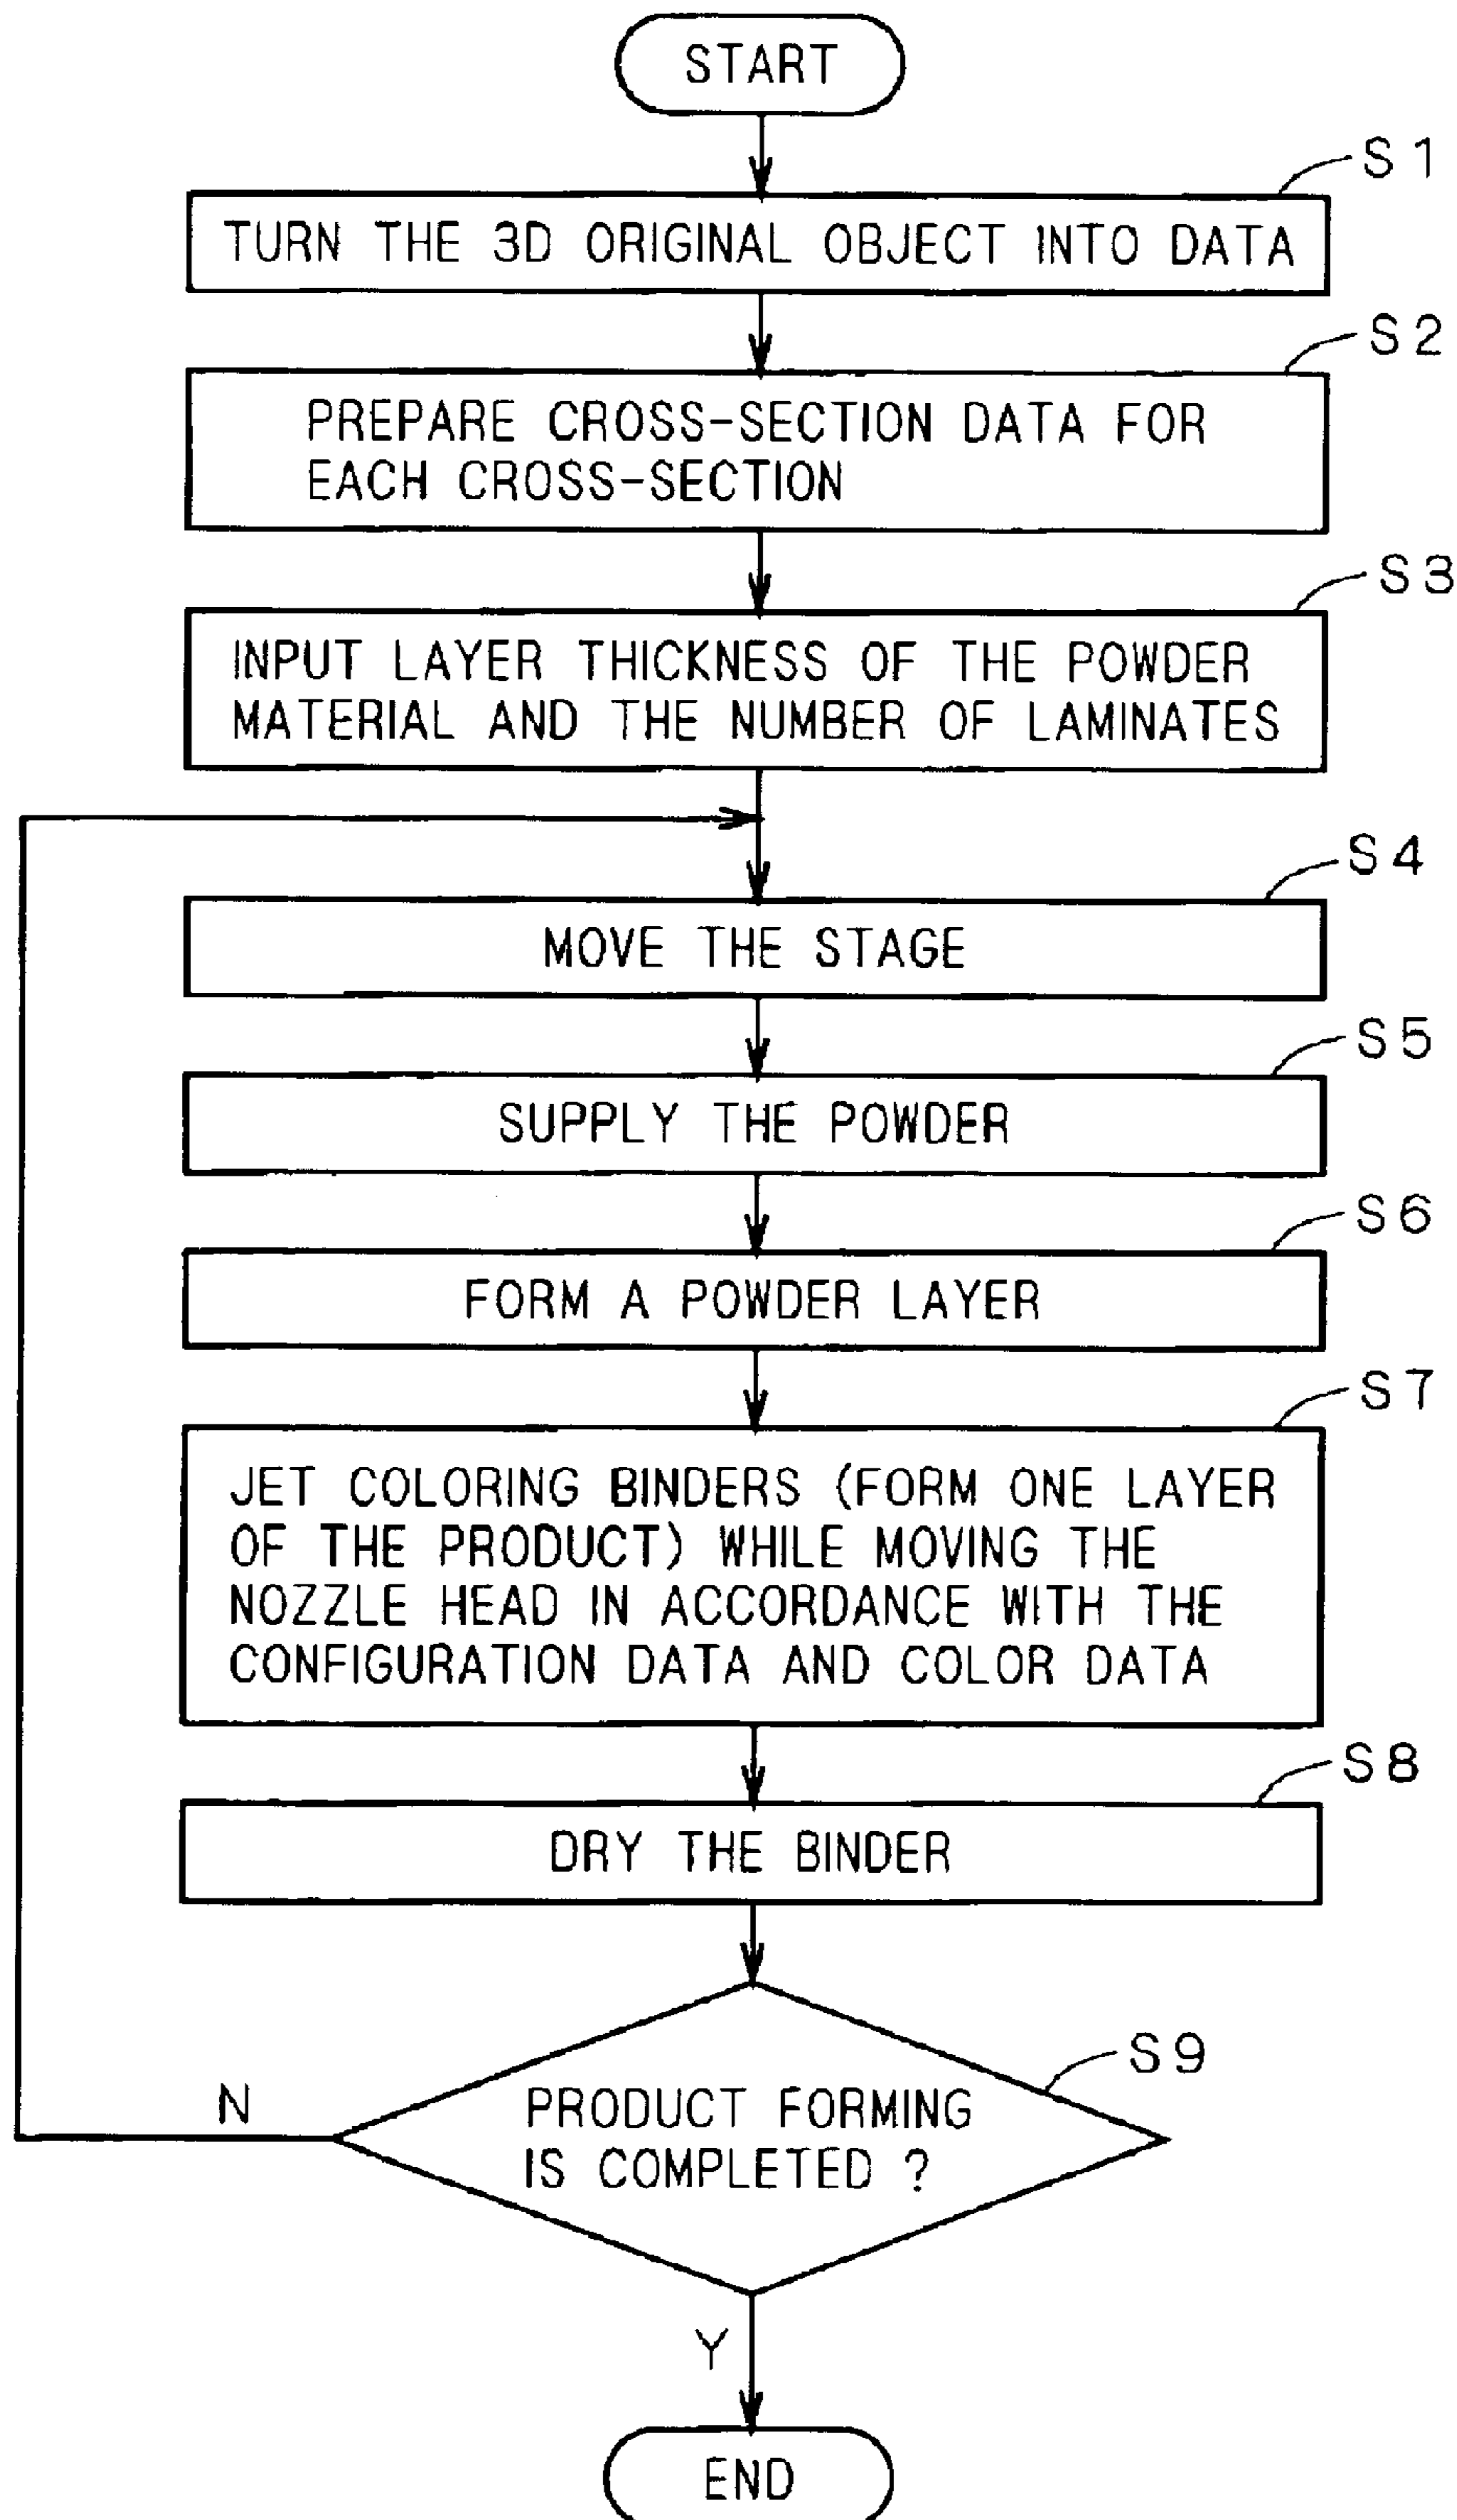 START
S1
TURN THE 3D ORIGINAL OBJECT INTO DATA
S2
PREPARE CROSS-SECTION DATA FOR
EACH CROSS-SECTION
S3
INPUT LAYER THICKNESS OF THE POWDER
MATERIAL AND THE NUMBER OF LAMINATES
S4
MOVE THE STAGE
S5
SUPPLY THE POWDER
S6
FORM A POWDER LAYER
S7
JET COLORING BINDERS (FORM ONE LAYER
OF THE PRODUCT) WHILE MOVING THE
NOZZLE HEAD IN ACCORDANCE WITH THE
CONFIGURATION DATA AND COLOR DATA
S8
DRY THE BINDER
S9
PRODUCT FORMING
IS COMPLETED ?
N
Y
END